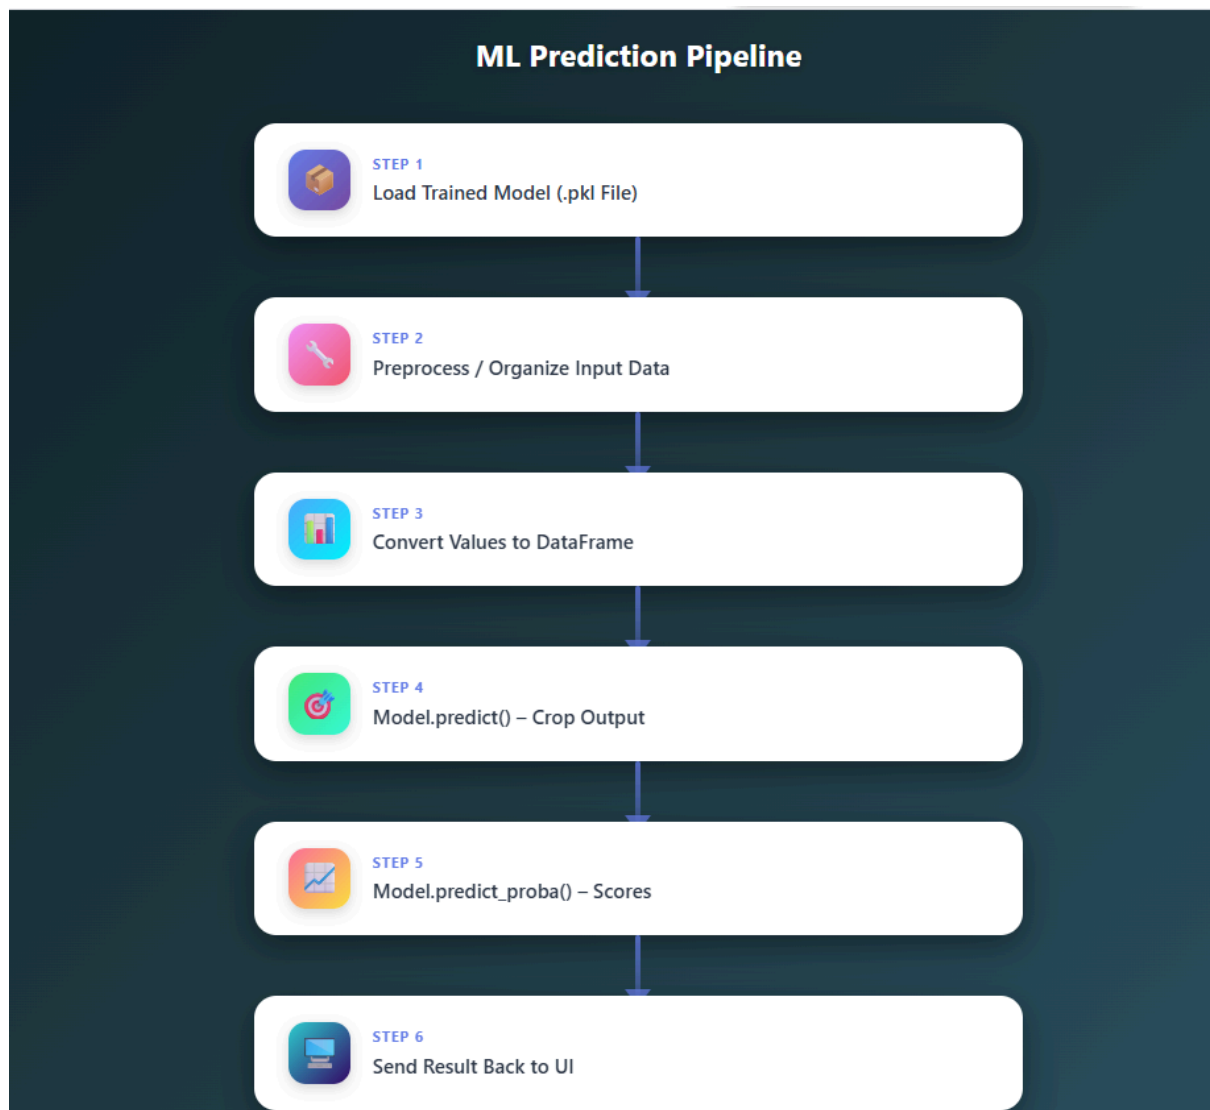 ML Prediction Pipeline
STEP 1
Load Trained Model (.pkl File)
STEP 2
Preprocess / Organize Input Data
STEP 3
Convert Values to DataFrame
STEP 4
Model.predict() – Crop Output
STEP 5
Model.predict_proba() – Scores
STEP 6
Send Result Back to UI